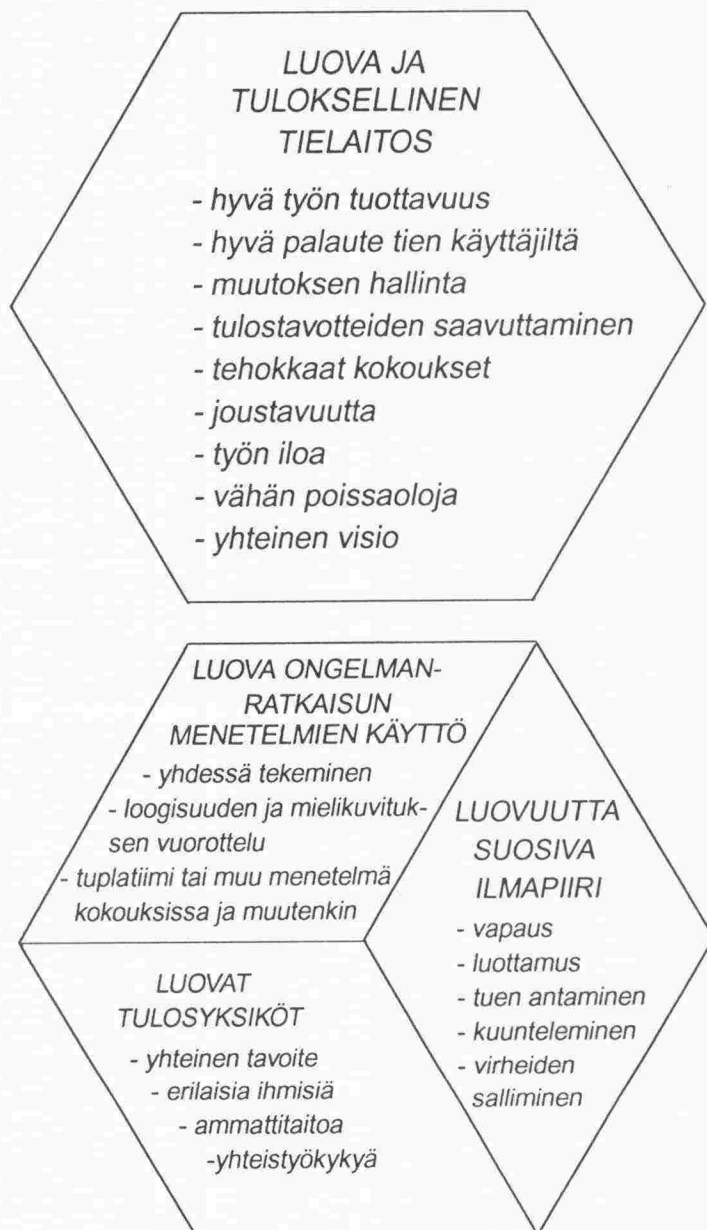 LUOVA JA
TULOKSELLINEN
TIELAITOS
- hyvä työn tuottavuus
- hyvä palaute tien käyttäjiltä
- muutoksen hallinta
- tulostavotteiden saavuttaminen
- tehokkaat kokoukset
- joustavuutta
- työn iloa
- vähän poissaoloja
- yhteinen visio
LUOVA ONGELMAN-
RATKAISUN
MENETELMIEN KÄYTTÖ
- yhdessä tekeminen
- loogisuuden ja mielikuvituk-
sen vuorottelu
- tuplatiimi tai muu menetelmä
kokouksissa ja muutenkin
LUOVUUTTA
SUOSIVA
ILMAPIIRI
- vapaus
- luottamus
- tuen antaminen
- kuunteleminen
- virheiden
salliminen
LUOVAT
TULOSYKSIKÖT
- yhteinen tavoite
- erilaisia ihmisiä
- ammattitaitoa
-yhteistyökykyä